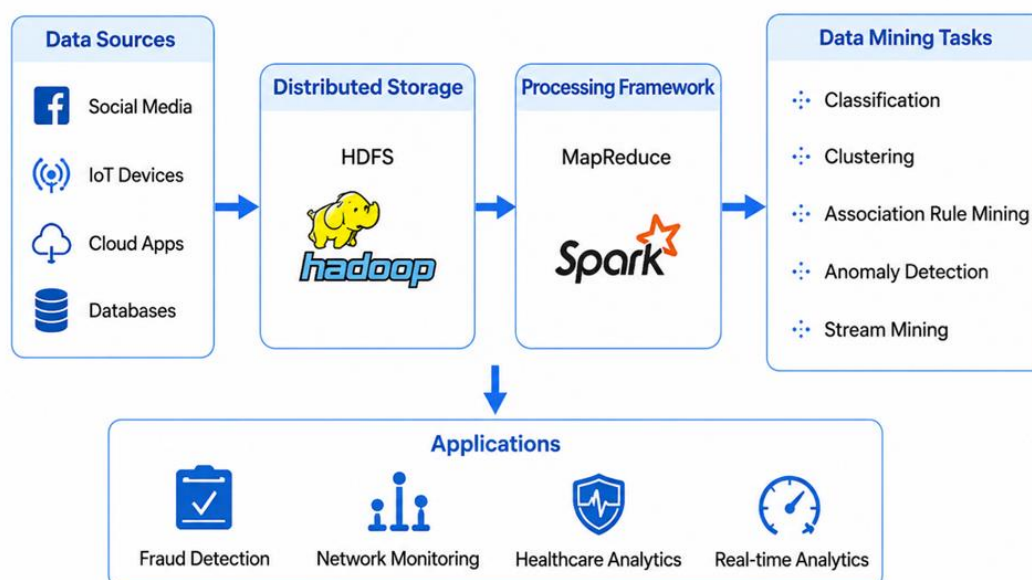 Data Sources
Social Media
IoT Devices
Cloud Apps
Databases
Distributed Storage
HDFS
hadoop
Processing Framework
MapReduce
Spark
Data Mining Tasks
Classification
Clustering
Association Rule Mining
Anomaly Detection
Stream Mining
Applications
Fraud Detection
Network Monitoring
Healthcare Analytics
Real-time Analytics